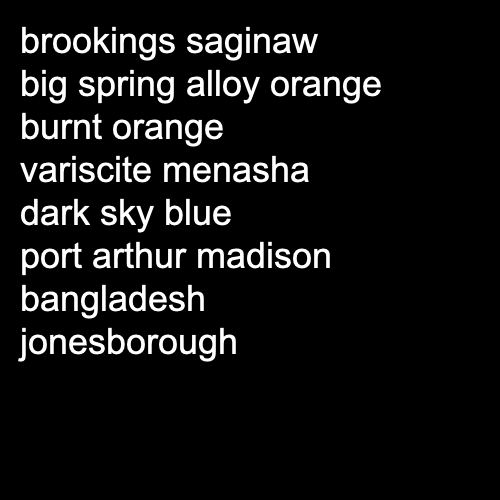 brookings saginaw
big spring alloy orange
burnt orange
variscite menasha
dark sky blue
port arthur madison
bangladesh
jonesborough